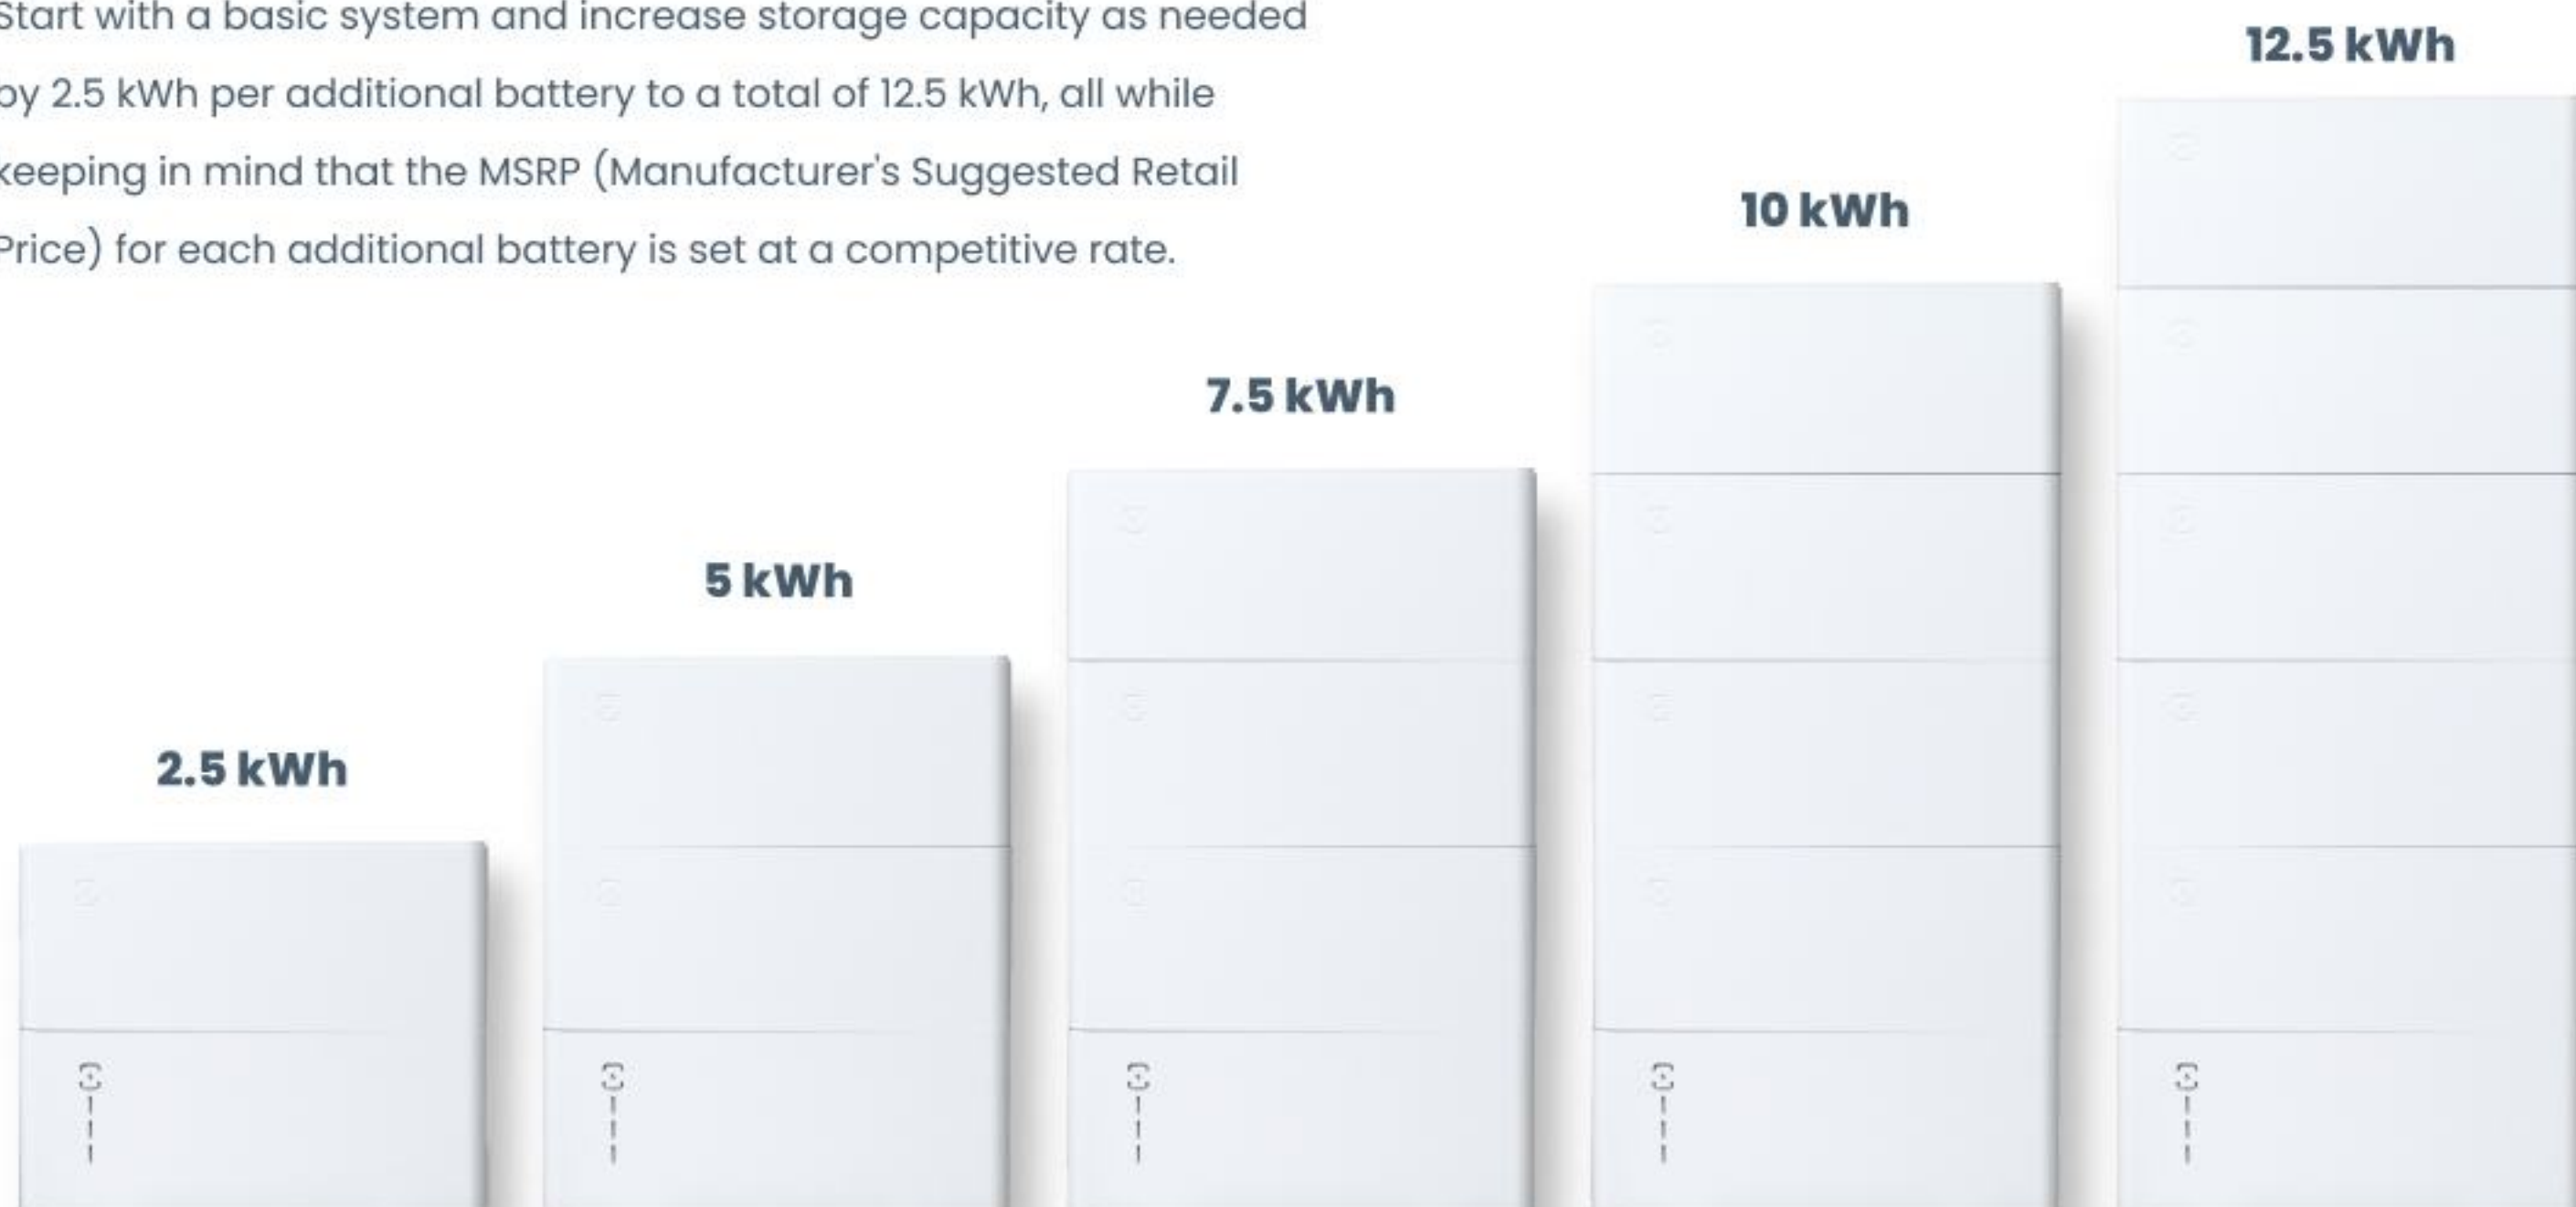 Start with a basic system and increase storage capacity as needed
by 2.5 kWh per additional battery to a total of 12.5 kWh, all while
keeping in mind that the MSRP (Manufacturer's Suggested Retail
Price) for each additional battery is set at a competitive rate.
12.5 kWh
10 kWh
7.5 kWh
5 kWh
2.5 kWh